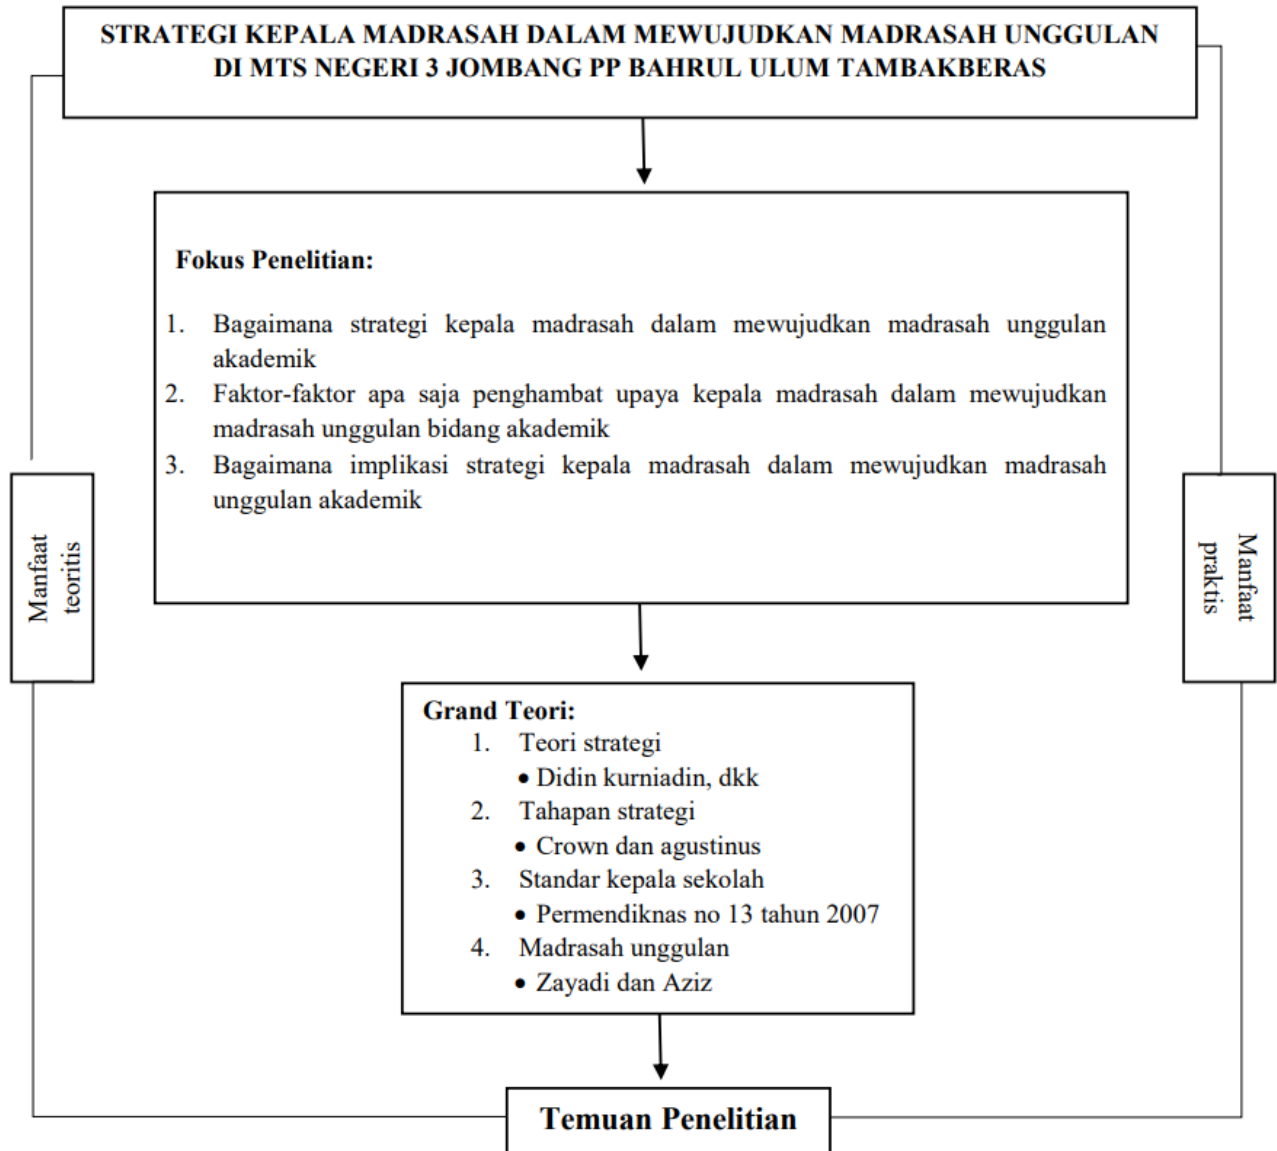 STRATEGI KEPALA MADRASAH DALAM MEWUJUDKAN MADRASAH UNGGULAN
DI MTS NEGERI 3 JOMBANG PP BAHRUL ULUM TAMBAKBERAS
Fokus Penelitian:
1. Bagaimana strategi kepala madrasah dalam mewujudkan madrasah unggulan
akademik
2. Faktor-faktor apa saja penghambat upaya kepala madrasah dalam mewujudkan
madrasah unggulan bidang akademik
3. Bagaimana implikasi strategi kepala madrasah dalam mewujudkan madrasah
unggulan akademik
Manfaat
teoritis
Manfaat
praktis
Grand Teori:
1. Teori strategi
• Didin kurniadin, dkk
2. Tahapan strategi
• Crown dan agustinus
3. Standar kepala sekolah
• Permendiknas no 13 tahun 2007
4. Madrasah unggulan
• Zayadi dan Aziz
Temuan Penelitian